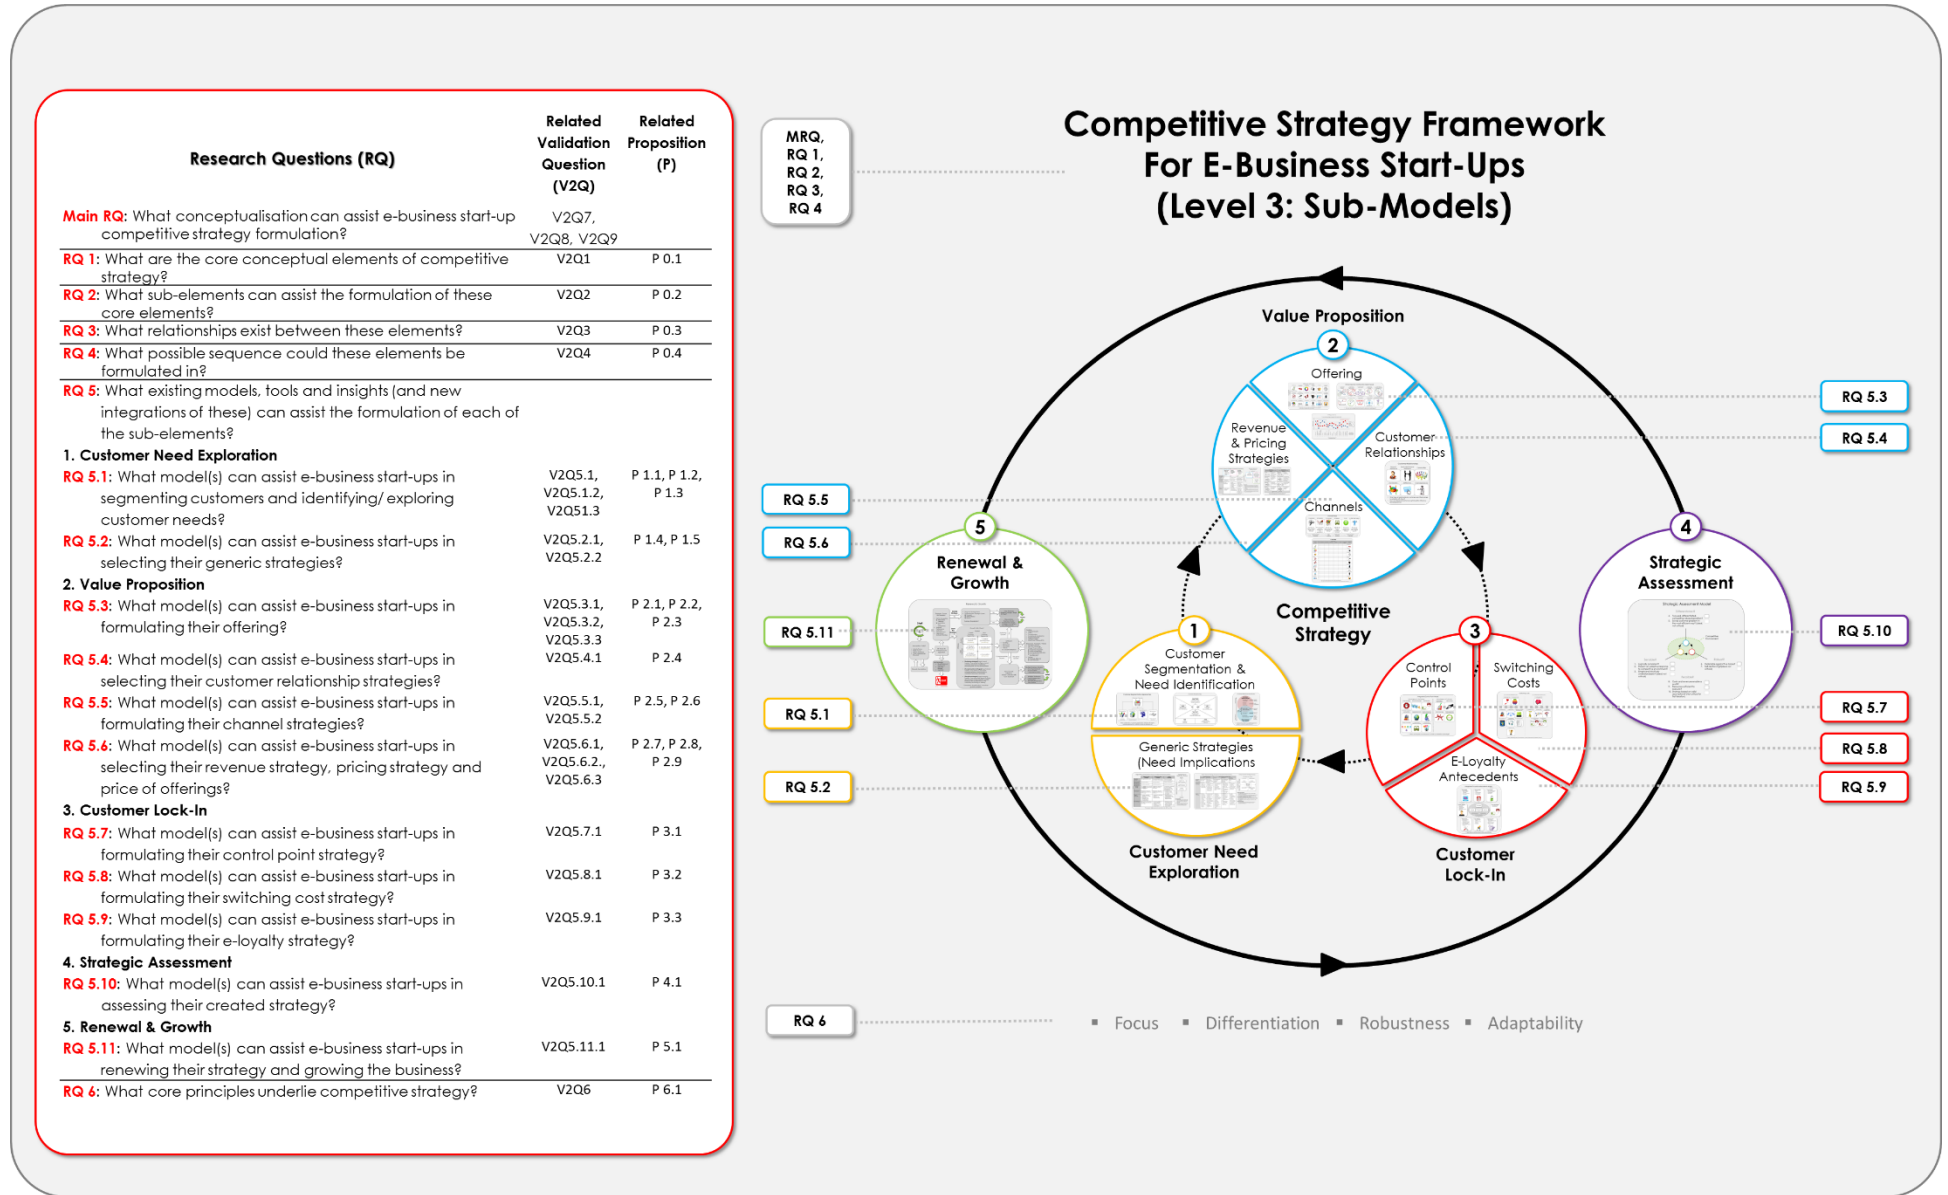 Research Questions (RQ)
Related
Validation
Question
(V2Q)
Related
Proposition
(P)
Main RQ: What conceptualisation can assist e-business start-up
competitive strategy formulation?
V2Q7,
V2Q8, V2Q9
RQ 1: What are the core conceptual elements of competitive
strategy?
V2Q1
P 0.1
RQ 2: What sub-elements can assist the formulation of these
core elements?
V2Q2
P 0.2
RQ 3: What relationships exist between these elements?
V2Q3
P 0.3
RQ 4: What possible sequence could these elements be
formulated in?
V2Q4
P 0.4
RQ 5: What existing models, tools and insights (and new
integrations of these) can assist the formulation of each of
the sub-elements?
1. Customer Need Exploration
RQ 5.1: What model(s) can assist e-business start-ups in
segmenting customers and identifying/ exploring
customer needs?
V2Q5.1,
V2Q5.1.2,
V2Q51.3
P 1.1, P 1.2,
P 1.3
RQ 5.2: What model(s) can assist e-business start-ups in
selecting their generic strategies?
V2Q5.2.1,
V2Q5.2.2
P 1.4, P 1.5
2. Value Proposition
RQ 5.3: What model(s) can assist e-business start-ups in
formulating their offering?
V2Q5.3.1,
V2Q5.3.2,
V2Q5.3.3
P 2.1, P 2.2,
P 2.3
RQ 5.4: What model(s) can assist e-business start-ups in
selecting their customer relationship strategies?
V2Q5.4.1
P 2.4
RQ 5.5: What model(s) can assist e-business start-ups in
formulating their channel strategies?
V2Q5.5.1,
V2Q5.5.2
P 2.5, P 2.6
RQ 5.6: What model(s) can assist e-business start-ups in
selecting their revenue strategy, pricing strategy and
price of offerings?
V2Q5.6.1,
V2Q5.6.2.,
V2Q5.6.3
P 2.7, P 2.8,
P 2.9
3. Customer Lock-In
RQ 5.7: What model(s) can assist e-business start-ups in
formulating their control point strategy?
V2Q5.7.1
P 3.1
RQ 5.8: What model(s) can assist e-business start-ups in
formulating their switching cost strategy?
V2Q5.8.1
P 3.2
RQ 5.9: What model(s) can assist e-business start-ups in
formulating their e-loyalty strategy?
V2Q5.9.1
P 3.3
4. Strategic Assessment
RQ 5.10: What model(s) can assist e-business start-ups in
assessing their created strategy?
V2Q5.10.1
P 4.1
5. Renewal & Growth
RQ 5.11: What model(s) can assist e-business start-ups in
renewing their strategy and growing the business?
V2Q5.11.1
P 5.1
RQ 6: What core principles underlie competitive strategy?
V2Q6
P 6.1
MRQ,
RQ 1,
RQ 2,
RQ 3,
RQ 4
Competitive Strategy Framework
For E-Business Start-Ups
(Level 3: Sub-Models)
Value Proposition
2
Offering
Revenue
& Pricing
Strategies
Customer
Relationships
Channels
RQ 5.3
RQ 5.4
RQ 5.5
RQ 5.6
5
Renewal &
Growth
RQ 5.11
Competitive
Strategy
4
Strategic
Assessment
Strategic Assessment Model
RQ 5.10
1
Customer
Segmentation &
Need Identification
Generic Strategies
(Need Implications
Customer Need
Exploration
RQ 5.1
RQ 5.2
3
Control
Points
Switching
Costs
E-Loyalty
Antecedents
Customer
Lock-In
RQ 5.7
RQ 5.8
RQ 5.9
RQ 6
▪ Focus ▪ Differentiation ▪ Robustness ▪ Adaptability